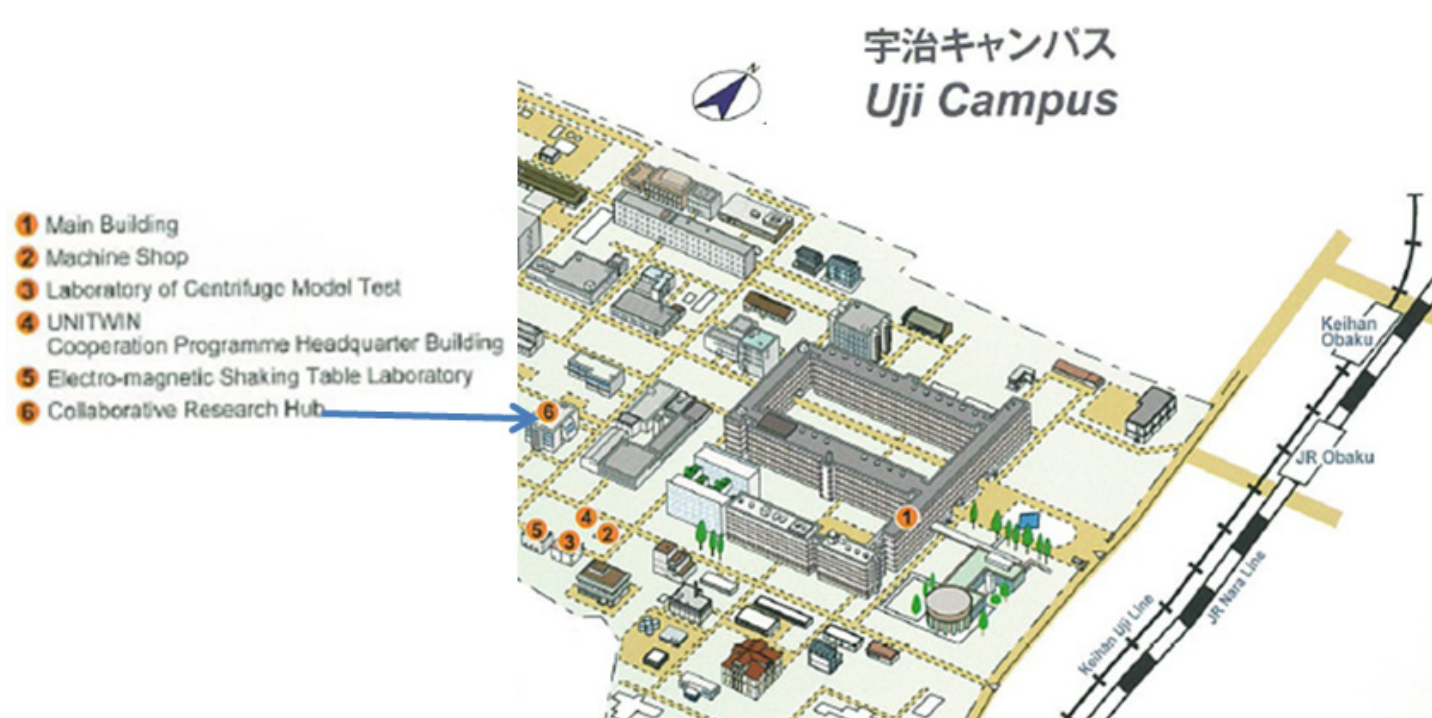 宇治キャンパス
Uji Campus
N
1 Main Building
2 Machine Shop
3 Laboratory of Centrifuge Model Test
4 UNITWIN
Cooperation Programme Headquarter Building
5 Electro-magnetic Shaking Table Laboratory
6 Collaborative Research Hub
6
5
4
3
2
1
Keihan
Obaku
JR Obaku
Keihan Uji Line
JR Nara Line